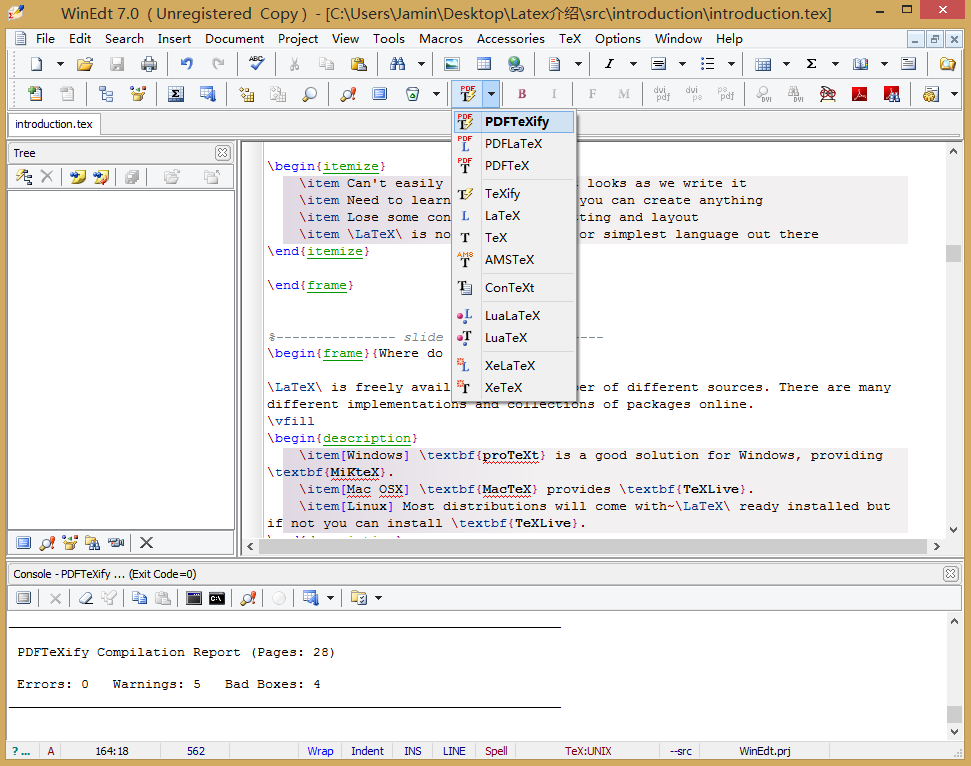 WinEdt 7.0 ( Unregistered Copy ) - [C:\Users\Jamin\Desktop\Latex介绍\src\introduction\introduction.tex]
File Edit Search Insert Document Project View Tools Macros Accessories TeX Options Window Help
introduction.tex
Tree
PDFTeXify
PDFLaTeX
PDFTeX
TeXify
LaTeX
TeX
AMSTeX
ConTeXt
LuaLaTeX
LuaTeX
XeLaTeX
XeTeX
\begin{itemize}
\item Can't easily looks as we write it
\item Need to learn you can create anything
\item Lose some con ting and layout
\item \LaTeX\ is no or simplest language out there
\end{itemize}
\end{frame}
%--------------- slide ---
\begin{frame}{Where do
\LaTeX\ is freely avail er of different sources. There are many
different implementations and collections of packages online.
\vfill
\begin{description}
\item[Windows] \textbf{proTeXt} is a good solution for Windows, providing
\textbf{MiKteX}.
\item[Mac OSX] \textbf{MacTeX} provides \textbf{TeXLive}.
\item[Linux] Most distributions will come with~\LaTeX\ ready installed but
if not you can install \textbf{TeXLive}.
Console - PDFTeXify ... (Exit Code=0)
PDFTeXify Compilation Report (Pages: 28)
Errors: 0 Warnings: 5 Bad Boxes: 4
? ... A 164:18 562 Wrap Indent INS LINE Spell TeX:UNIX --src WinEdt.prj